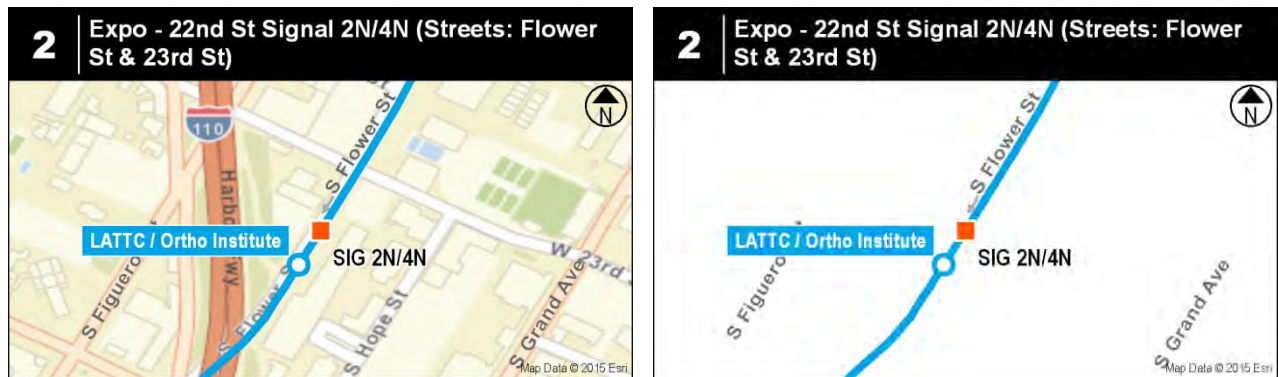 2
Expo - 22nd St Signal 2N/4N (Streets: Flower
St & 23rd St)
N
110
S Flower St
Harbor
wy
LATTC / Ortho Institute
SIG 2N/4N
W 23rd
S Figuero
S Flower S
S Hope St
S Grand Ave
Map Data © 2015 Esri
2
Expo - 22nd St Signal 2N/4N (Streets: Flower
St & 23rd St)
N
S Flower St
LATTC / Ortho Institute
SIG 2N/4N
S Figuero
S Grand Ave
Map Data © 2015 Esri